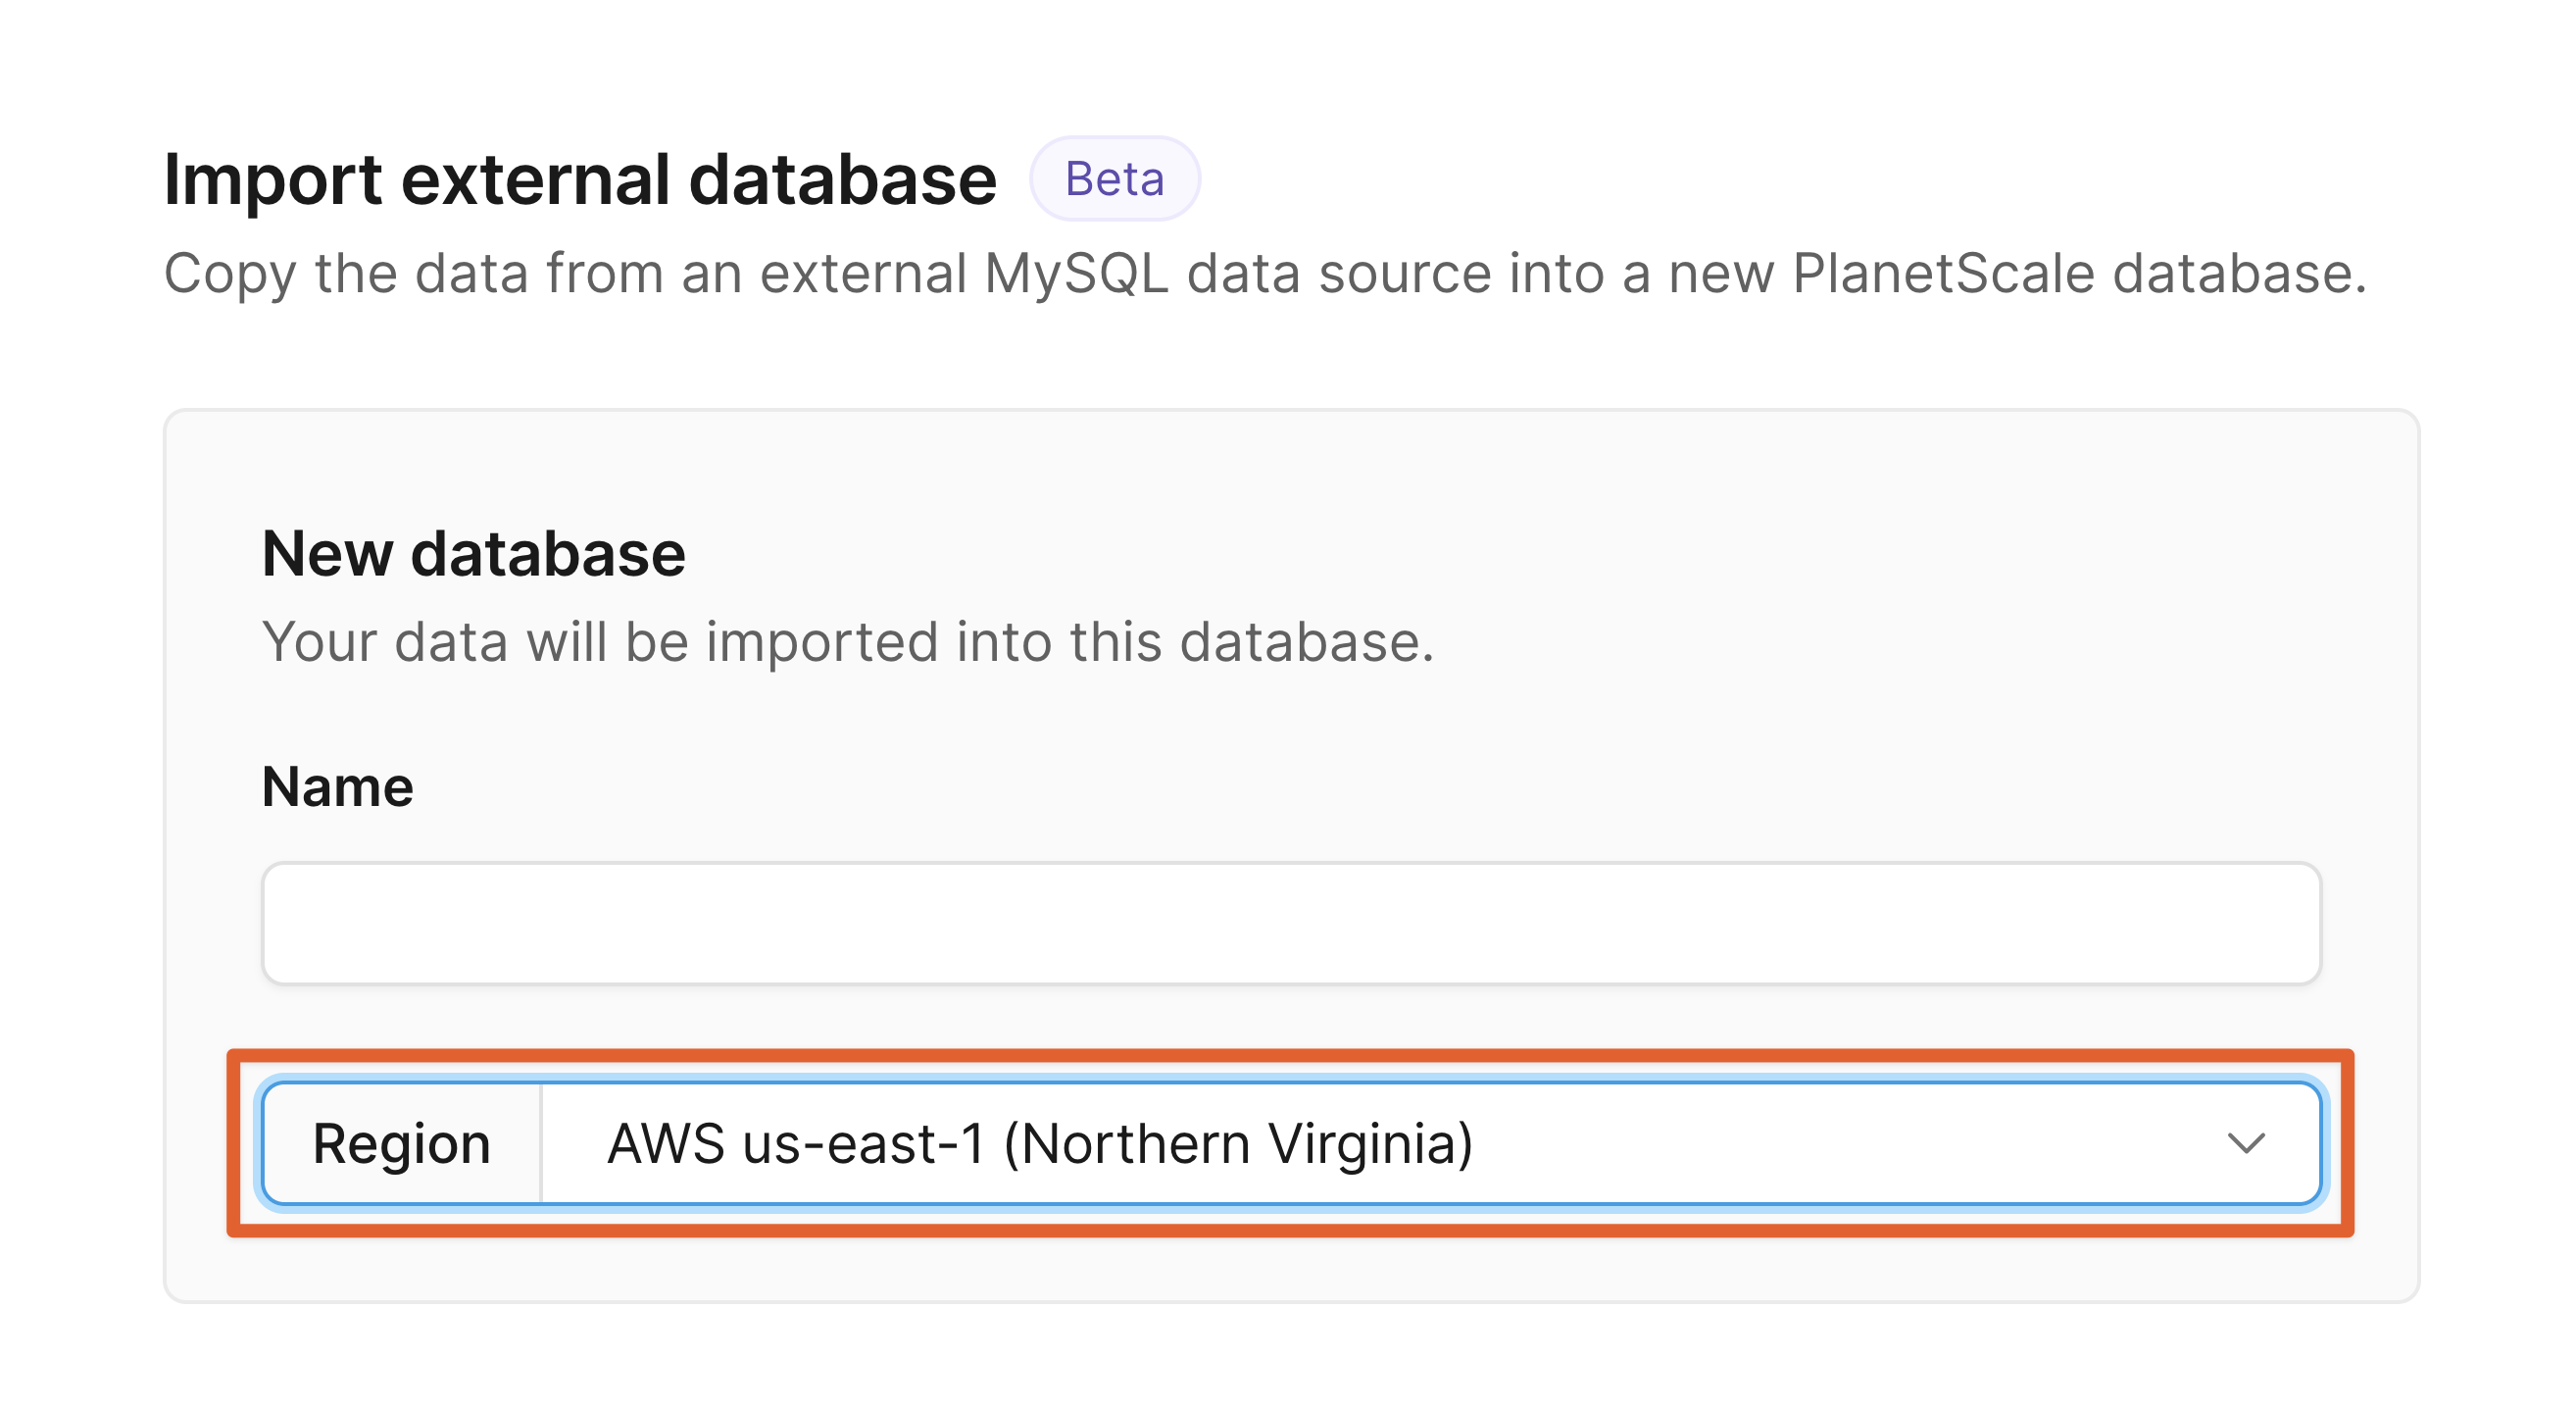 Import external database Beta
Copy the data from an external MySQL data source into a new PlanetScale database.
New database
Your data will be imported into this database.
Name
Region AWS us-east-1 (Northern Virginia)